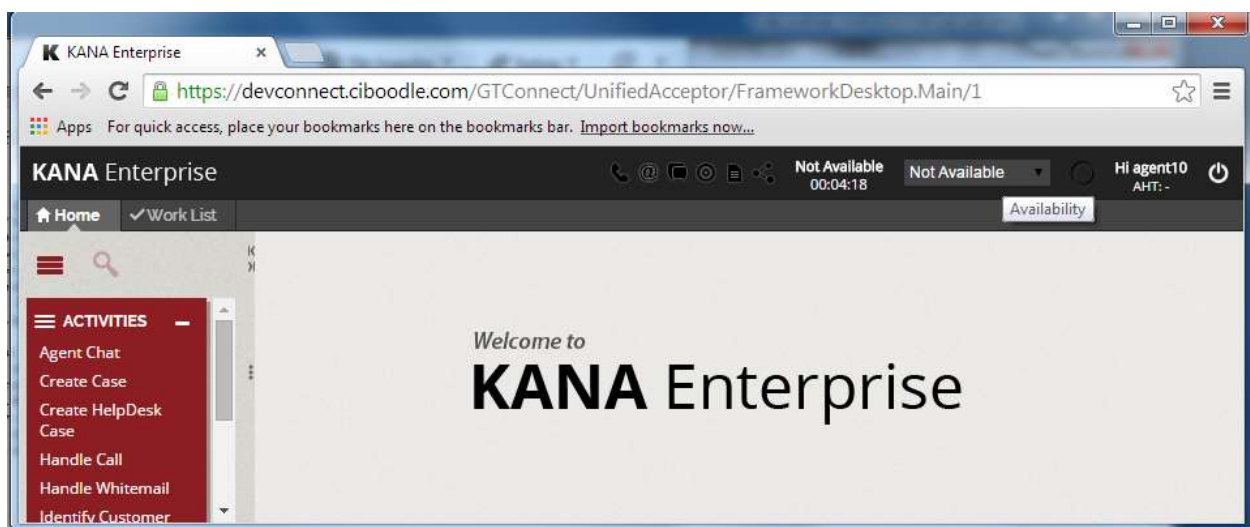 KANA Enterprise
https://devconnect.ciboodle.com/GTConnect/UnifiedAcceptor/FrameworkDesktop.Main/1
Apps For quick access, place your bookmarks here on the bookmarks bar. Import bookmarks now...
KANA Enterprise
Not Available
00:04:18
Not Available
Hi agent10
AHT: -
Home
Work List
Availability
ACTIVITIES
Agent Chat
Create Case
Create HelpDesk
Case
Handle Call
Handle Whitemail
Identify Customer
Welcome to
KANA Enterprise